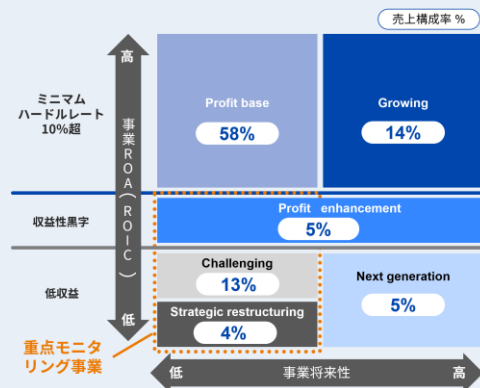 売上構成率 %
高
ミニマム
ハードルレート
10%超
事業ROA(ROIC)
Profit base
58%
Growing
14%
収益性黒字
Profit enhancement
5%
低収益
Challenging
13%
Next generation
5%
Strategic restructuring
4%
低
重点モニタ
リング事業
低
事業将来性
高